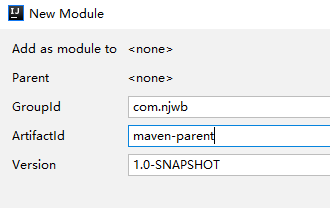 New Module
Add as module to <none>
Parent <none>
GroupId com.njwb
ArtifactId maven-parent
Version 1.0-SNAPSHOT